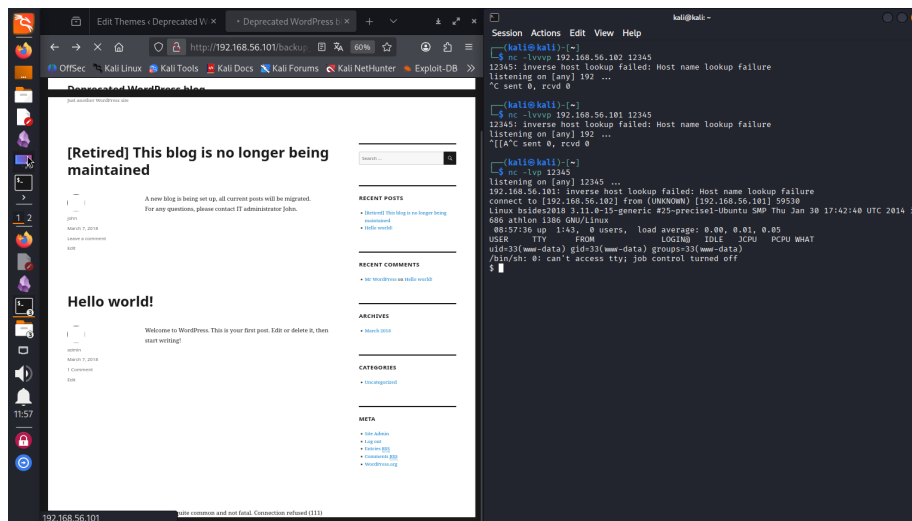 Edit Themes ‹ Deprecated W
Deprecated WordPress b
http://192.168.56.101/backup
60%
OffSec
Kali Linux
Kali Tools
Kali Docs
Kali Forums
Kali NetHunter
Exploit-DB
Deprecated WordPress blog
Just another WordPress site
[Retired] This blog is no longer being
maintained
A new blog is being set up, all current posts will be migrated.
For any questions, please contact IT administrator John.
john
March 7, 2018
Leave a comment
Edit
Hello world!
Welcome to WordPress. This is your first post. Edit or delete it, then
start writing!
admin
March 7, 2018
1 Comment
Edit
Search …
RECENT POSTS
[Retired] This blog is no longer being
maintained
Hello world!
RECENT COMMENTS
Mr WordPress on Hello world!
ARCHIVES
March 2018
CATEGORIES
Uncategorized
META
Site Admin
Log out
Entries RSS
Comments RSS
WordPress.org
quite common and not fatal. Connection refused (111)
192.168.56.101
1 2
11:57
kali@kali: ~
Session Actions Edit View Help
(kali㉿kali)-[~]
$ nc -lvvvp 192.168.56.102 12345
12345: inverse host lookup failed: Host name lookup failure
listening on [any] 192 ...
^C sent 0, rcvd 0
(kali㉿kali)-[~]
$ nc -lvvvp 192.168.56.101 12345
12345: inverse host lookup failed: Host name lookup failure
listening on [any] 192 ...
^[[A^C sent 0, rcvd 0
(kali㉿kali)-[~]
$ nc -lvp 12345
listening on [any] 12345 ...
192.168.56.101: inverse host lookup failed: Host name lookup failure
connect to [192.168.56.102] from (UNKNOWN) [192.168.56.101] 59530
Linux bsides2018 3.11.0-15-generic #25~precise1-Ubuntu SMP Thu Jan 30 17:42:40 UTC 2014
686 athlon i386 GNU/Linux
08:57:36 up 1:43, 0 users, load average: 0.00, 0.01, 0.05
USER TTY FROM LOGIN@ IDLE JCPU PCPU WHAT
uid=33(www-data) gid=33(www-data) groups=33(www-data)
/bin/sh: 0: can't access tty; job control turned off
$